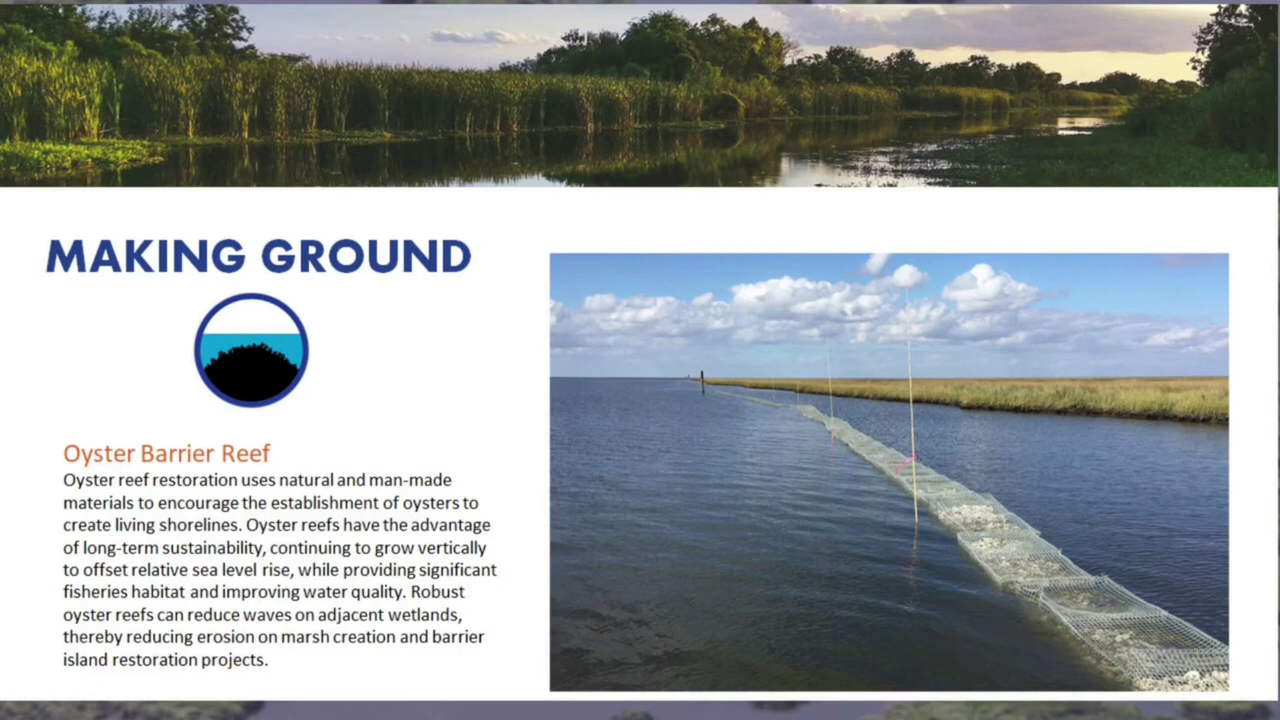 MAKING GROUND
Oyster Barrier Reef
Oyster reef restoration uses natural and man-made
materials to encourage the establishment of oysters to
create living shorelines. Oyster reefs have the advantage
of long-term sustainability, continuing to grow vertically
to offset relative sea level rise, while providing significant
fisheries habitat and improving water quality. Robust
oyster reefs can reduce waves on adjacent wetlands,
thereby reducing erosion on marsh creation and barrier
island restoration projects.